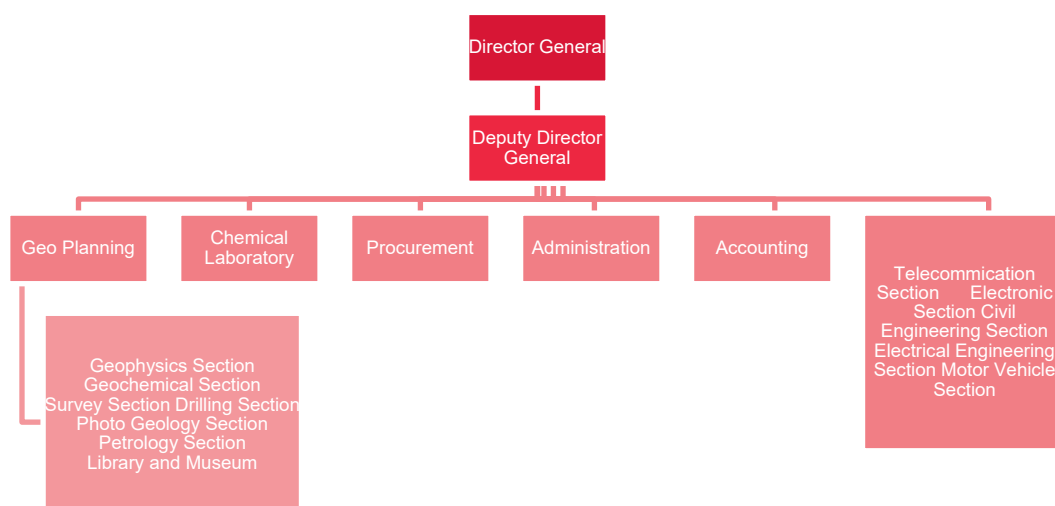 Director General
Deputy Director
General
Geo Planning
Chemical
Laboratory
Procurement
Administration
Accounting
Telecommication
Section Electronic
Section Civil
Engineering Section
Electrical Engineering
Section Motor Vehicle
Section
Geophysics Section
Geochemical Section
Survey Section Drilling Section
Photo Geology Section
Petrology Section
Library and Museum